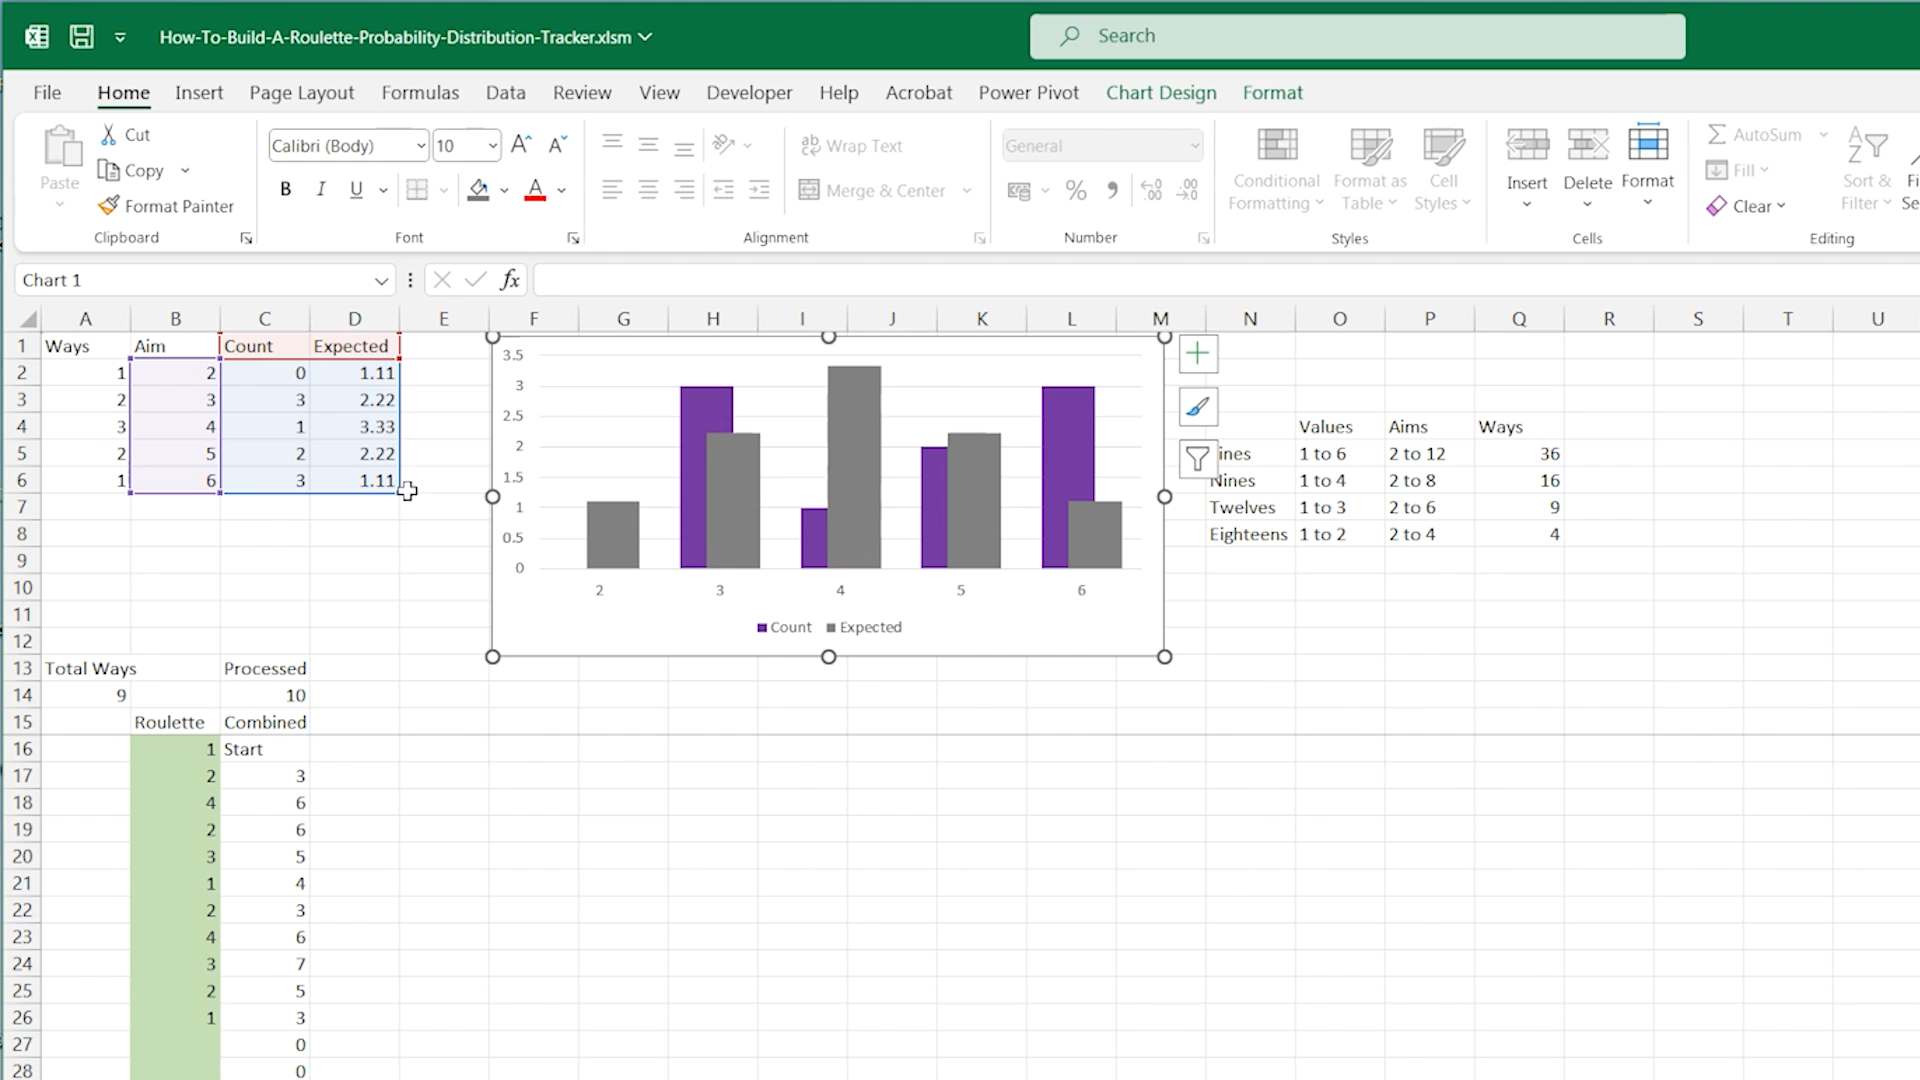 How-To-Build-A-Roulette-Probability-Distribution-Tracker.xlsm
Search
File Home Insert Page Layout Formulas Data Review View Developer Help Acrobat Power Pivot Chart Design Format
Paste
Cut
Copy
Format Painter
Clipboard
Calibri (Body) 10
B I U A
Font
ab Wrap Text
Merge & Center
Alignment
General
Number
Conditional Formatting
Format as Table
Cell Styles
Styles
Insert Delete Format
Cells
AutoSum
Fill
Clear
Sort & Filter
Editing
Chart 1
fx
A B C D E F G H I J K L M N O P Q R S T U
1 Ways Aim Count Expected
2 1 2 0 1.11
3 2 3 3 2.22
4 3 4 1 3.33 Values Aims Ways
5 2 5 2 2.22 ines 1 to 6 2 to 12 36
6 1 6 3 1.11 Nines 1 to 4 2 to 8 16
7 Twelves 1 to 3 2 to 6 9
8 Eighteens 1 to 2 2 to 4 4
9
10
11
12
13 Total Ways Processed
14 9 10
15 Roulette Combined
16 1 Start
17 2 3
18 4 6
19 2 6
20 3 5
21 1 4
22 2 3
23 4 6
24 3 7
25 2 5
26 1 3
27 0
28 0
3.5
3
2.5
2
1.5
1
0.5
0
2 3 4 5 6
Count Expected